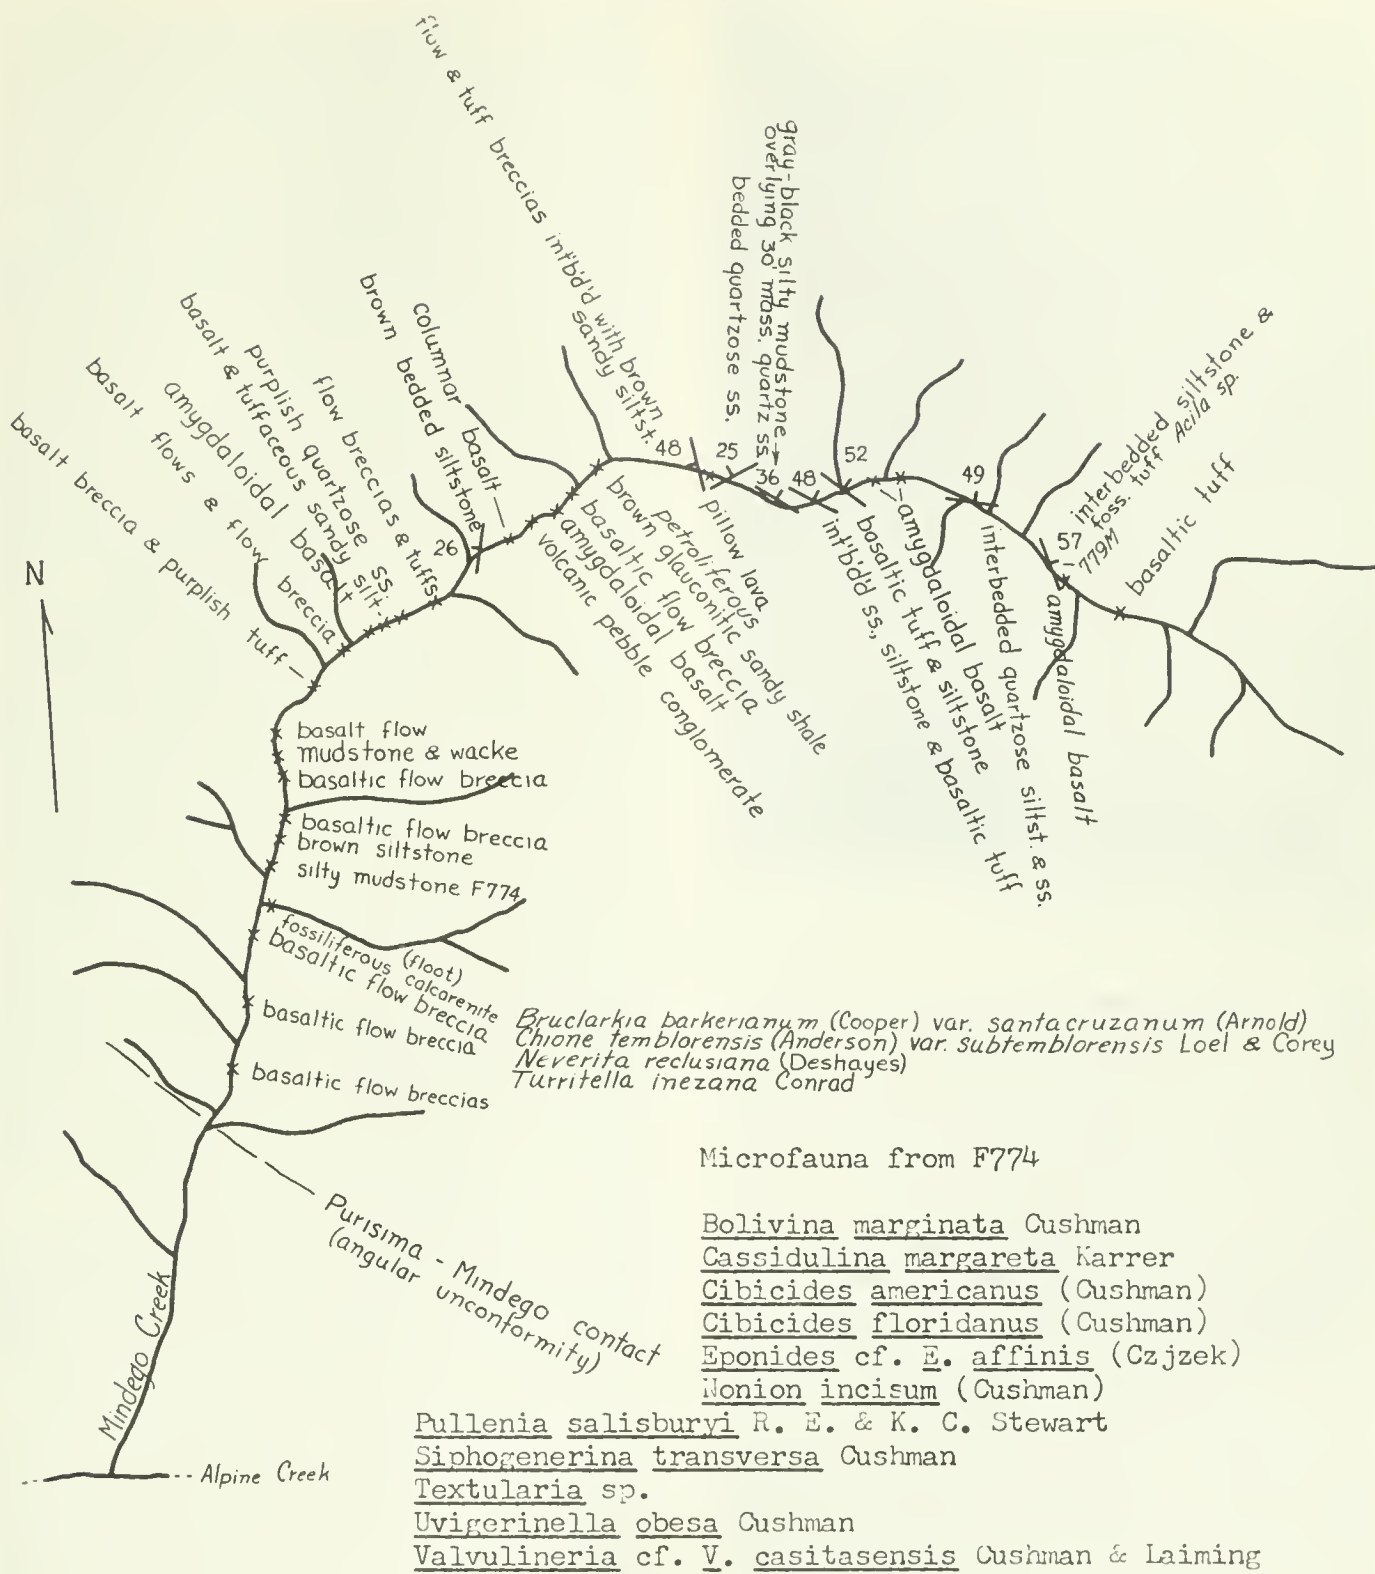 flow & tuff breccias int'b'd'd with brown
sandy siltst.
gray-black silty mudstone
overlying 30' mass. quartz ss.
bedded quartzose ss.
columnar basalt
brown bedded siltstone
flow breccias & tuffs
purplish quartzose ss.
basalt & tuffaceous sandy silt
amygdaloidal basalt
basalt flows & flow breccia
basalt breccia & purplish tuff
N
26
48
25
36
48
52
49
57
779M
interbedded siltstone &
foss. tuff Acila sp.
basaltic tuff
amygdaloidal basalt
interbedded quartzose siltst. & ss.
amygdaloidal basalt
basaltic tuff & siltstone
int'bd'd ss., siltstone & basaltic tuff
pillow lava
petroliferous
brown glauconitic sandy shale
basaltic flow breccia
amygdaloidal basalt
volcanic pebble conglomerate
basalt flow
mudstone & wacke
basaltic flow breccia
basaltic flow breccia
brown siltstone
silty mudstone F774
fossiliferous (float)
calcarenite
basaltic flow breccia
basaltic flow breccia
basaltic flow breccias
Bruclarkia barkerianum (Cooper) var. santacruzanum (Arnold)
Chione temblorensis (Anderson) var. subtemblorensis Loel & Corey
Neverita reclusiana (Deshayes)
Turritella inezana Conrad
Purisima - Mindego contact
(angular unconformity)
Mindego Creek
Alpine Creek
Microfauna from F774
Bolivina marginata Cushman
Cassidulina margareta Karrer
Cibicides americanus (Cushman)
Cibicides floridanus (Cushman)
Eponides cf. E. affinis (Czjzek)
Nonion incisum (Cushman)
Pullenia salisburyi R. E. & K. C. Stewart
Siphogenerina transversa Cushman
Textularia sp.
Uvigerinella obesa Cushman
Valvulineria cf. V. casitasensis Cushman & Laiming